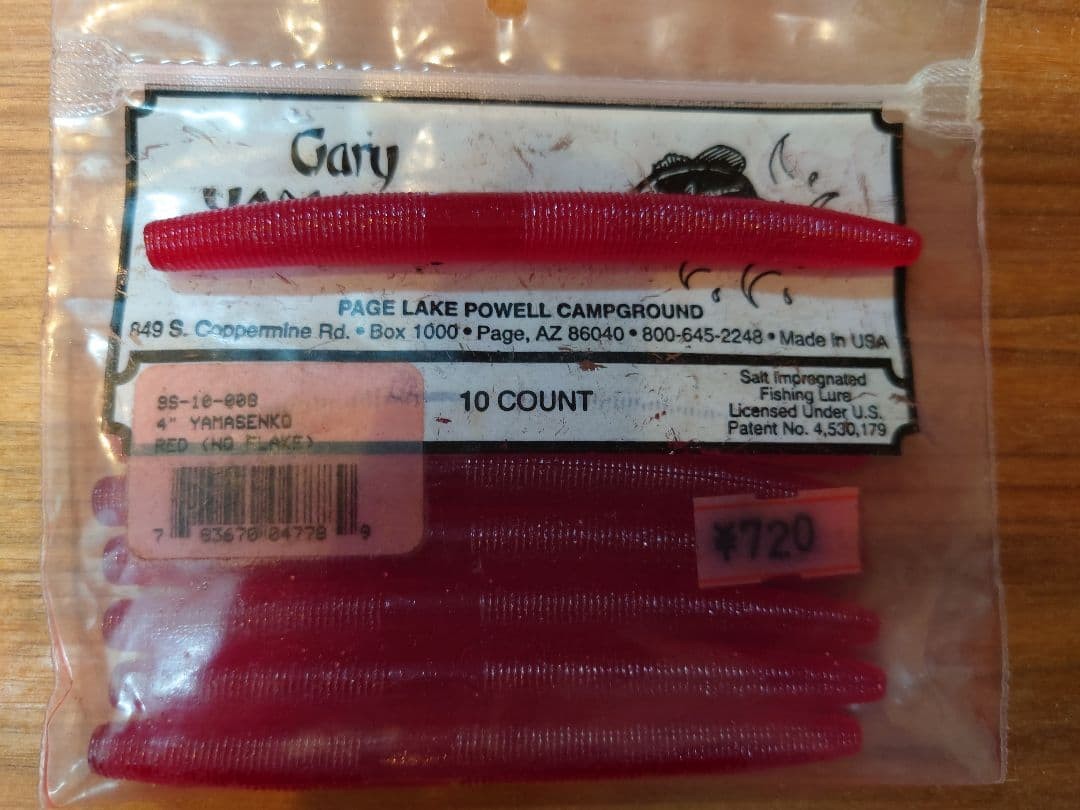 Gary
PAGE LAKE POWELL CAMPGROUND
849 S. Coppermine Rd. • Box 1000 • Page, AZ 86040 • 800-645-2248 • Made in USA
9S-10-008
4" YAMASENKO
RED (NO FLAKE)
7 83670 04778 9
10 COUNT
Salt Impregnated
Fishing Lure
Licensed Under U.S.
Patent No. 4,530,179
¥720